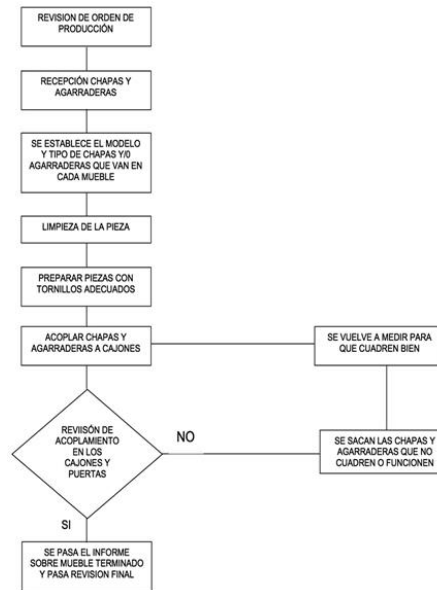 REVISION DE ORDEN DE
PRODUCCIÓN
RECEPCIÓN CHAPAS Y
AGARRADERAS
SE ESTABLECE EL MODELO
Y TIPO DE CHAPAS Y/0
AGARRADERAS QUE VAN EN
CADA MUEBLE
LIMPIEZA DE LA PIEZA
PREPARAR PIEZAS CON
TORNILLOS ADECUADOS
ACOPLAR CHAPAS Y
AGARRADERAS A CAJONES
SE VUELVE A MEDIR PARA
QUE CUADREN BIEN
REVIISÓN DE
ACOPLAMIENTO
EN LOS
CAJONES Y
PUERTAS
NO
SE SACAN LAS CHAPAS Y
AGARRADERAS QUE NO
CUADREN O FUNCIONEN
SI
SE PASA EL INFORME
SOBRE MUEBLE TERMINADO
Y PASA REVISION FINAL